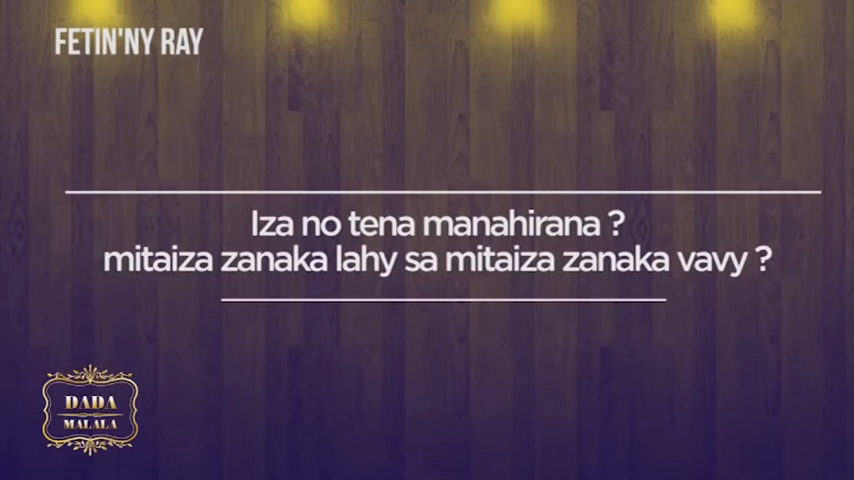 FETIN'NY RAY
Iza no tena manahirana ?
mitaiza zanaka lahy sa mitaiza zanaka vavy ?
DADA
MALALA